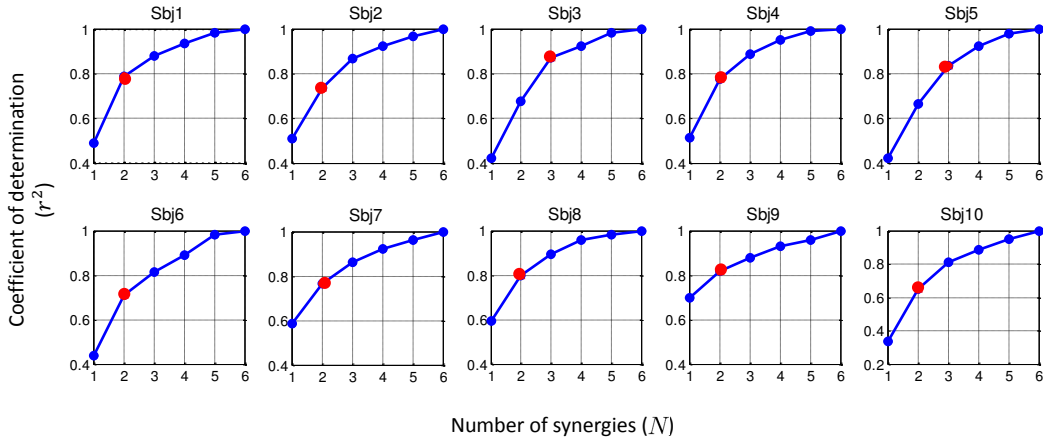 Sbj1 Sbj2 Sbj3 Sbj4 Sbj5
1 1 1 1 1
0.8 0.8 0.8 0.8 0.8
0.6 0.6 0.6 0.6 0.6
0.4 0.4 0.4 0.4 0.4
1 2 3 4 5 6 1 2 3 4 5 6 1 2 3 4 5 6 1 2 3 4 5 6 1 2 3 4 5 6
Coefficient of determination
(r²)
Sbj6 Sbj7 Sbj8 Sbj9 Sbj10
1 1 1 1 1
0.8 0.8 0.8 0.8 0.8
0.6 0.6 0.6 0.6 0.6
0.4
0.4 0.4 0.4 0.4 0.2
1 2 3 4 5 6 1 2 3 4 5 6 1 2 3 4 5 6 1 2 3 4 5 6 1 2 3 4 5 6
Number of synergies (N)